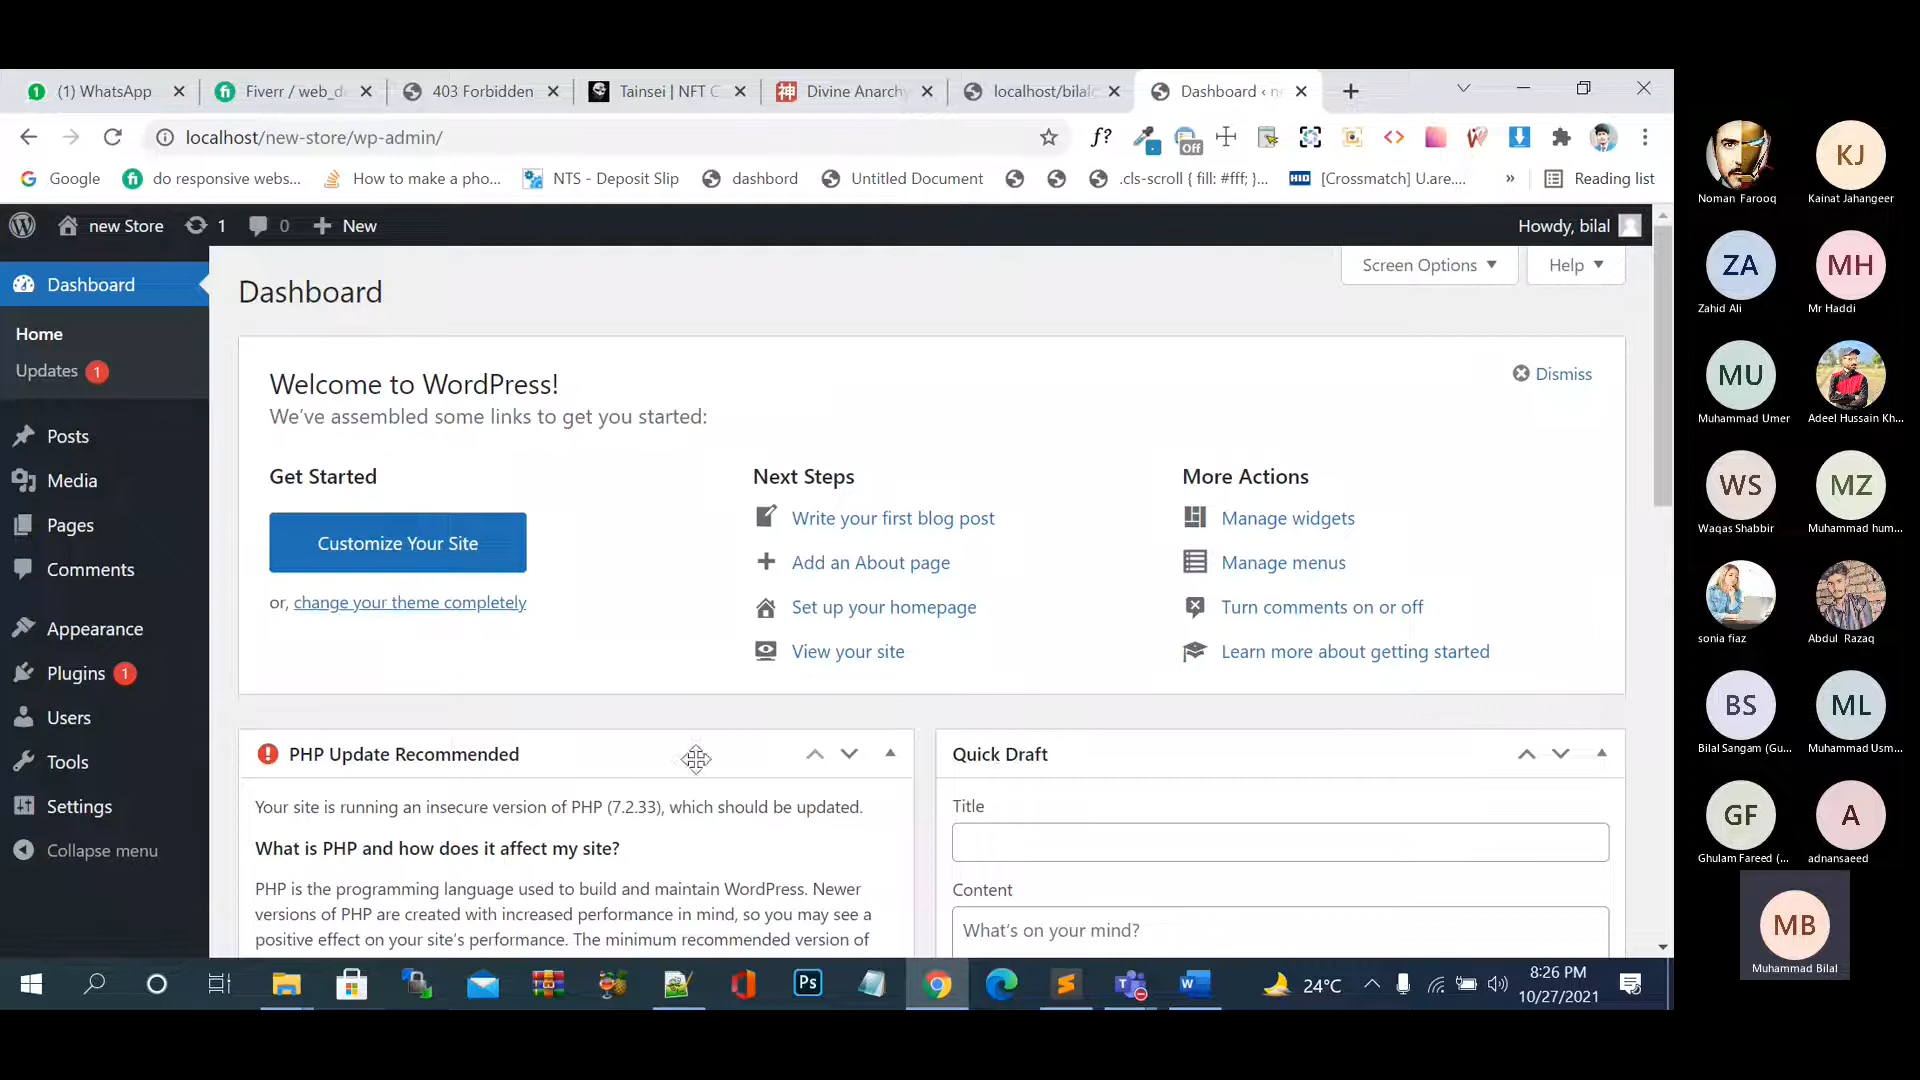 (1) WhatsApp
Fiverr / web_d
403 Forbidden
Tainsei | NFT C
Divine Anarchy
localhost/bilalc
Dashboard ‹ n
localhost/new-store/wp-admin/
f?
Off
Google
do responsive webs...
How to make a pho...
NTS - Deposit Slip
dashbord
Untitled Document
.cls-scroll { fill: #fff; }...
HID
[Crossmatch] U.are....
»
Reading list
new Store
1
0
New
Howdy, bilal
Dashboard
Home
Updates 1
Posts
Media
Pages
Comments
Appearance
Plugins 1
Users
Tools
Settings
Collapse menu
Screen Options
Help
Dashboard
Welcome to WordPress!
Dismiss
We've assembled some links to get you started:
Get Started
Customize Your Site
or, change your theme completely
Next Steps
Write your first blog post
Add an About page
Set up your homepage
View your site
More Actions
Manage widgets
Manage menus
Turn comments on or off
Learn more about getting started
PHP Update Recommended
Your site is running an insecure version of PHP (7.2.33), which should be updated.
What is PHP and how does it affect my site?
PHP is the programming language used to build and maintain WordPress. Newer
versions of PHP are created with increased performance in mind, so you may see a
positive effect on your site's performance. The minimum recommended version of
Quick Draft
Title
Content
What's on your mind?
Ps
24°C
8:26 PM
10/27/2021
Noman Farooq
KJ
Kainat Jahangeer
ZA
Zahid Ali
MH
Mr Haddi
MU
Muhammad Umer
Adeel Hussain Kh...
WS
Waqas Shabbir
MZ
Muhammad hum...
sonia fiaz
Abdul Razaq
BS
Bilal Sangam (Gu...
ML
Muhammad Usm...
GF
Ghulam Fareed (...
A
adnansaeed
MB
Muhammad Bilal